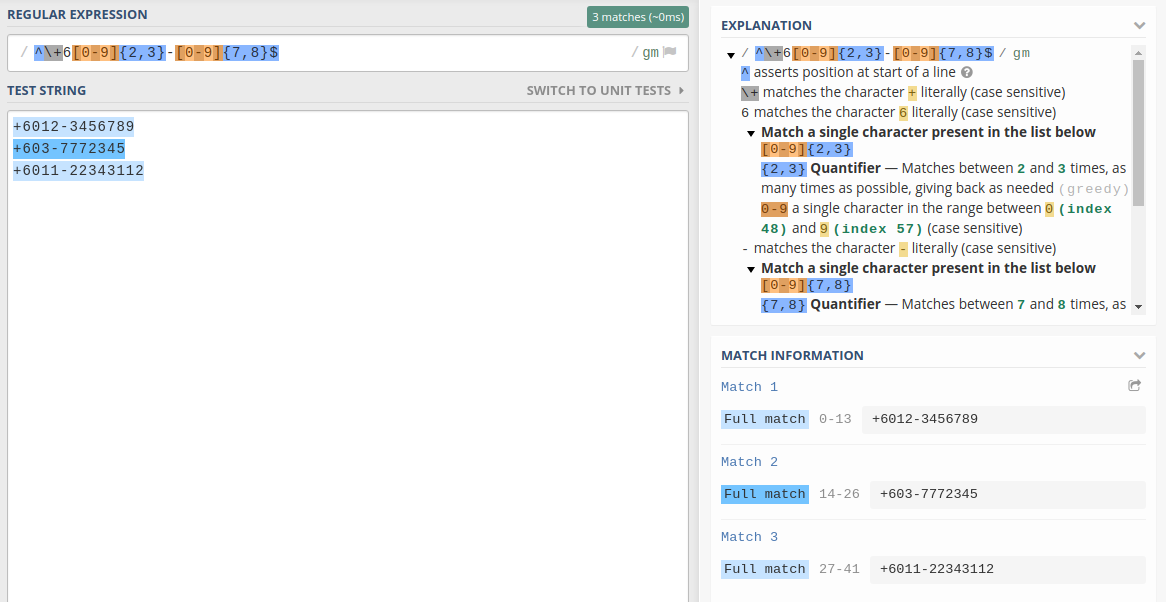 REGULAR EXPRESSION
3 matches (~0ms)
/ ^\+6[0-9]{2,3}-[0-9]{7,8}$ / gm
TEST STRING
SWITCH TO UNIT TESTS
+6012-3456789
+603-7772345
+6011-22343112
EXPLANATION
/ ^\+6[0-9]{2,3}-[0-9]{7,8}$ / gm
^ asserts position at start of a line ?
\+ matches the character + literally (case sensitive)
6 matches the character 6 literally (case sensitive)
Match a single character present in the list below
[0-9]{2,3}
{2,3} Quantifier — Matches between 2 and 3 times, as
many times as possible, giving back as needed (greedy)
0-9 a single character in the range between 0 (index
48) and 9 (index 57) (case sensitive)
- matches the character - literally (case sensitive)
Match a single character present in the list below
[0-9]{7,8}
{7,8} Quantifier — Matches between 7 and 8 times, as
MATCH INFORMATION
Match 1
Full match 0-13 +6012-3456789
Match 2
Full match 14-26 +603-7772345
Match 3
Full match 27-41 +6011-22343112